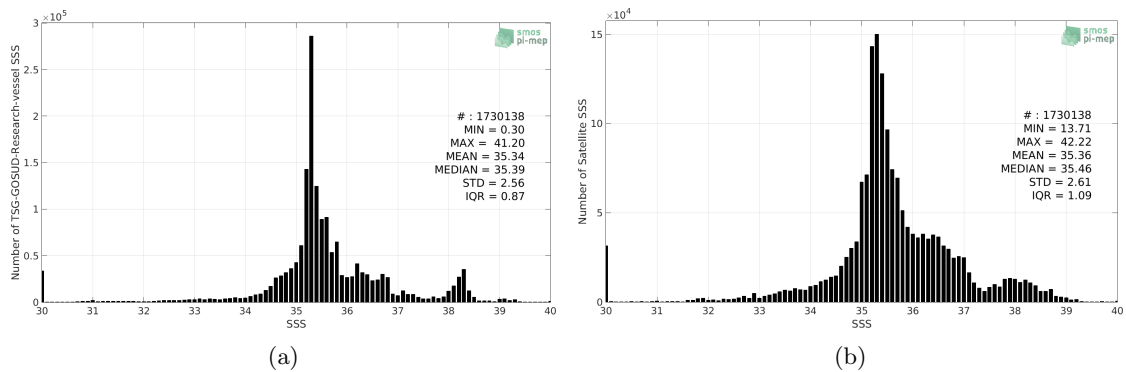 ×10⁵
3
2.5
2
1.5
1
0.5
0
30 31 32 33 34 35 36 37 38 39 40
SSS
Number of TSG-GOSUD-Research-vessel SSS
smos
pi-mep
# : 1730138
MIN = 0.30
MAX = 41.20
MEAN = 35.34
MEDIAN = 35.39
STD = 2.56
IQR = 0.87
(a)
×10⁴
15
10
5
0
30 31 32 33 34 35 36 37 38 39 40
SSS
Number of Satellite SSS
smos
pi-mep
# : 1730138
MIN = 13.71
MAX = 42.22
MEAN = 35.36
MEDIAN = 35.46
STD = 2.61
IQR = 1.09
(b)